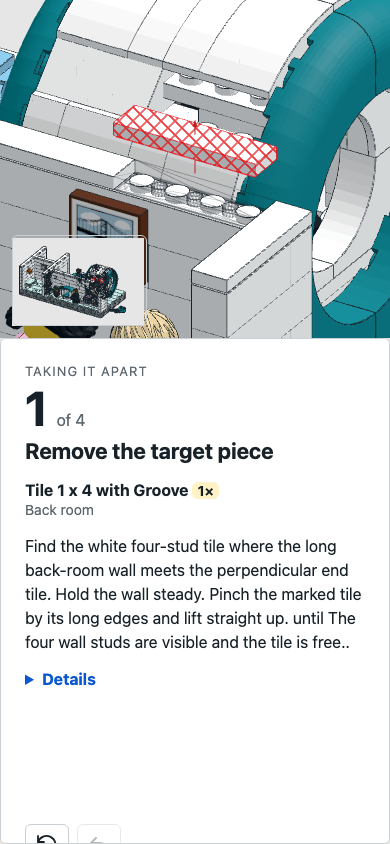 TAKING IT APART
1 of 4
Remove the target piece
Tile 1 x 4 with Groove 1×
Back room
Find the white four-stud tile where the long
back-room wall meets the perpendicular end
tile. Hold the wall steady. Pinch the marked tile
by its long edges and lift straight up. until The
four wall studs are visible and the tile is free..
Details